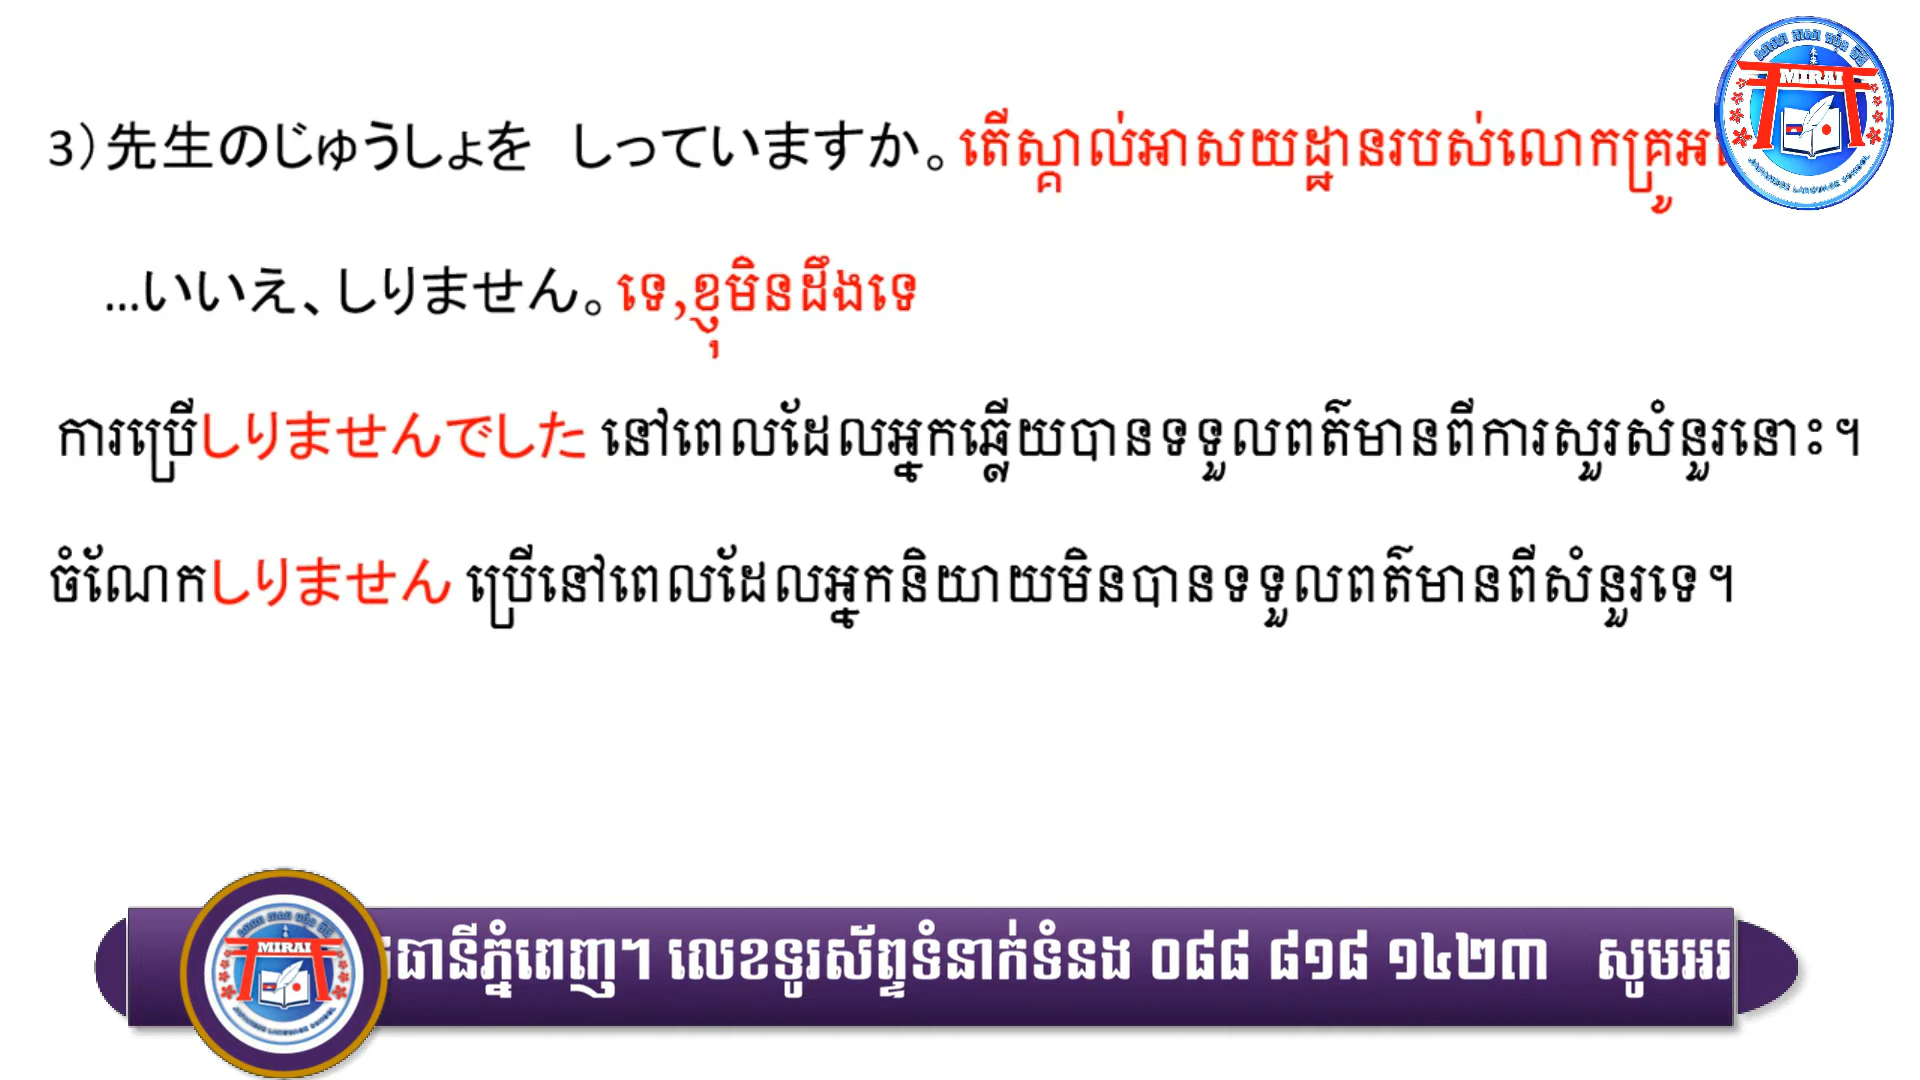 3）先生のじゅうしょを　しっていますか。តើស្គាល់អាសយដ្ឋានរបស់លោកគ្រូ
MIRAI
...いいえ、しりません。ទេ,ខ្ញុំមិនដឹងទេ
ការប្រើしりませんでした នៅពេលដែលអ្នកឆ្លើយបានទទួលពត៌មានពីការសួរសំនួរនោះ។
ចំណែកしりません ប្រើនៅពេលដែលអ្នកនិយាយមិនបានទទួលពត៌មានពីសំនួរទេ។
MIRAI
ធានីភ្នំពេញ។ លេខទូរស័ព្ទទំនាក់ទំនង ០៨៨ ៨១៨ ១៤២៣ សូមអរ